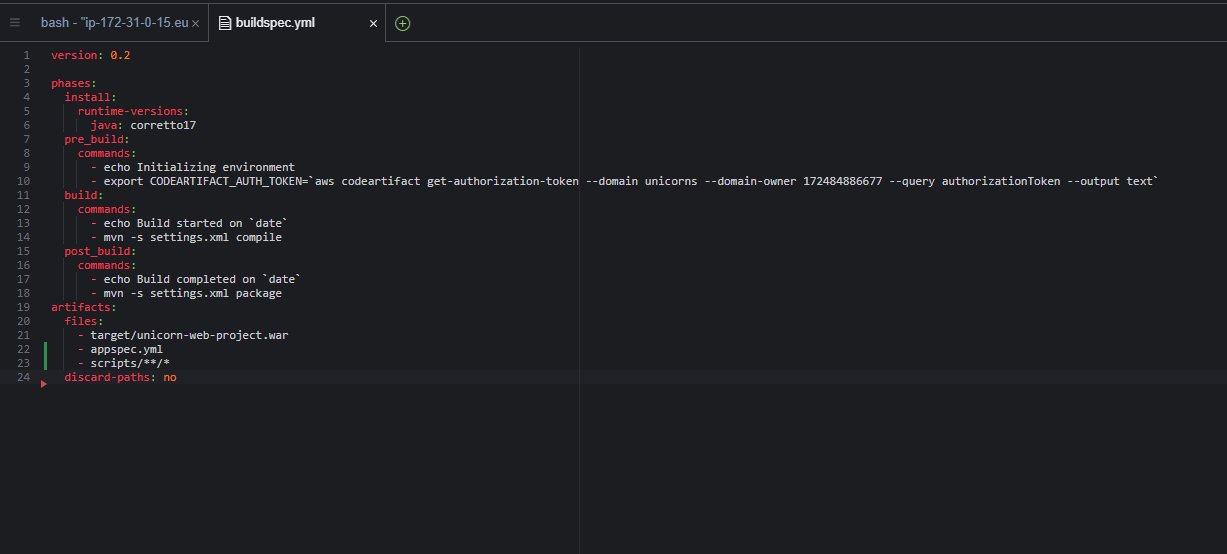 bash - "ip-172-31-0-15.eu
buildspec.yml
1 version: 0.2
2
3 phases:
4   install:
5     runtime-versions:
6       java: corretto17
7   pre_build:
8     commands:
9       - echo Initializing environment
10       - export CODEARTIFACT_AUTH_TOKEN=`aws codeartifact get-authorization-token --domain unicorns --domain-owner 172484886677 --query authorizationToken --output text`
11   build:
12     commands:
13       - echo Build started on `date`
14       - mvn -s settings.xml compile
15   post_build:
16     commands:
17       - echo Build completed on `date`
18       - mvn -s settings.xml package
19 artifacts:
20   files:
21     - target/unicorn-web-project.war
22     - appspec.yml
23     - scripts/**/*
24   discard-paths: no